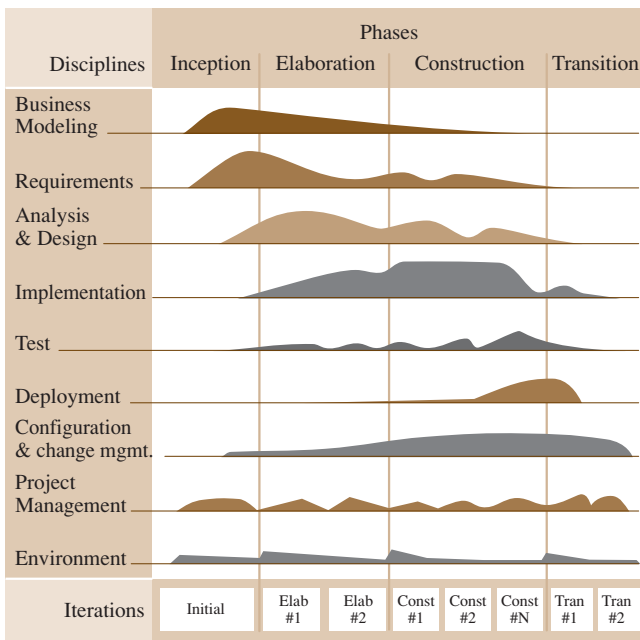 Phases
Disciplines Inception Elaboration Construction Transition
Business
Modeling
Requirements
Analysis
& Design
Implementation
Test
Deployment
Configuration
& change mgmt.
Project
Management
Environment
Iterations Initial Elab #1 Elab #2 Const #1 Const #2 Const #N Tran #1 Tran #2